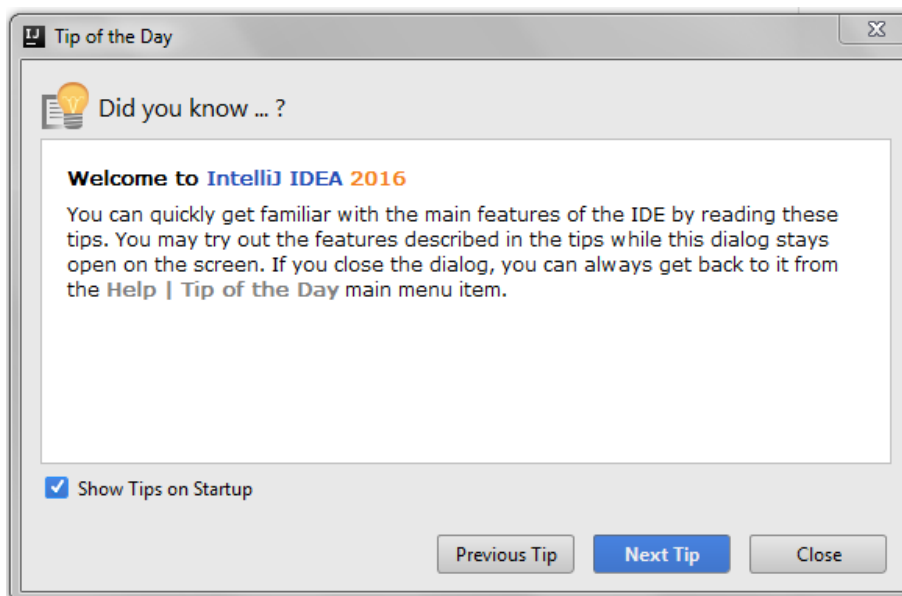 IJ Tip of the Day
Did you know ... ?
Welcome to IntelliJ IDEA 2016
You can quickly get familiar with the main features of the IDE by reading these
tips. You may try out the features described in the tips while this dialog stays
open on the screen. If you close the dialog, you can always get back to it from
the Help | Tip of the Day main menu item.
Show Tips on Startup
Previous Tip Next Tip Close